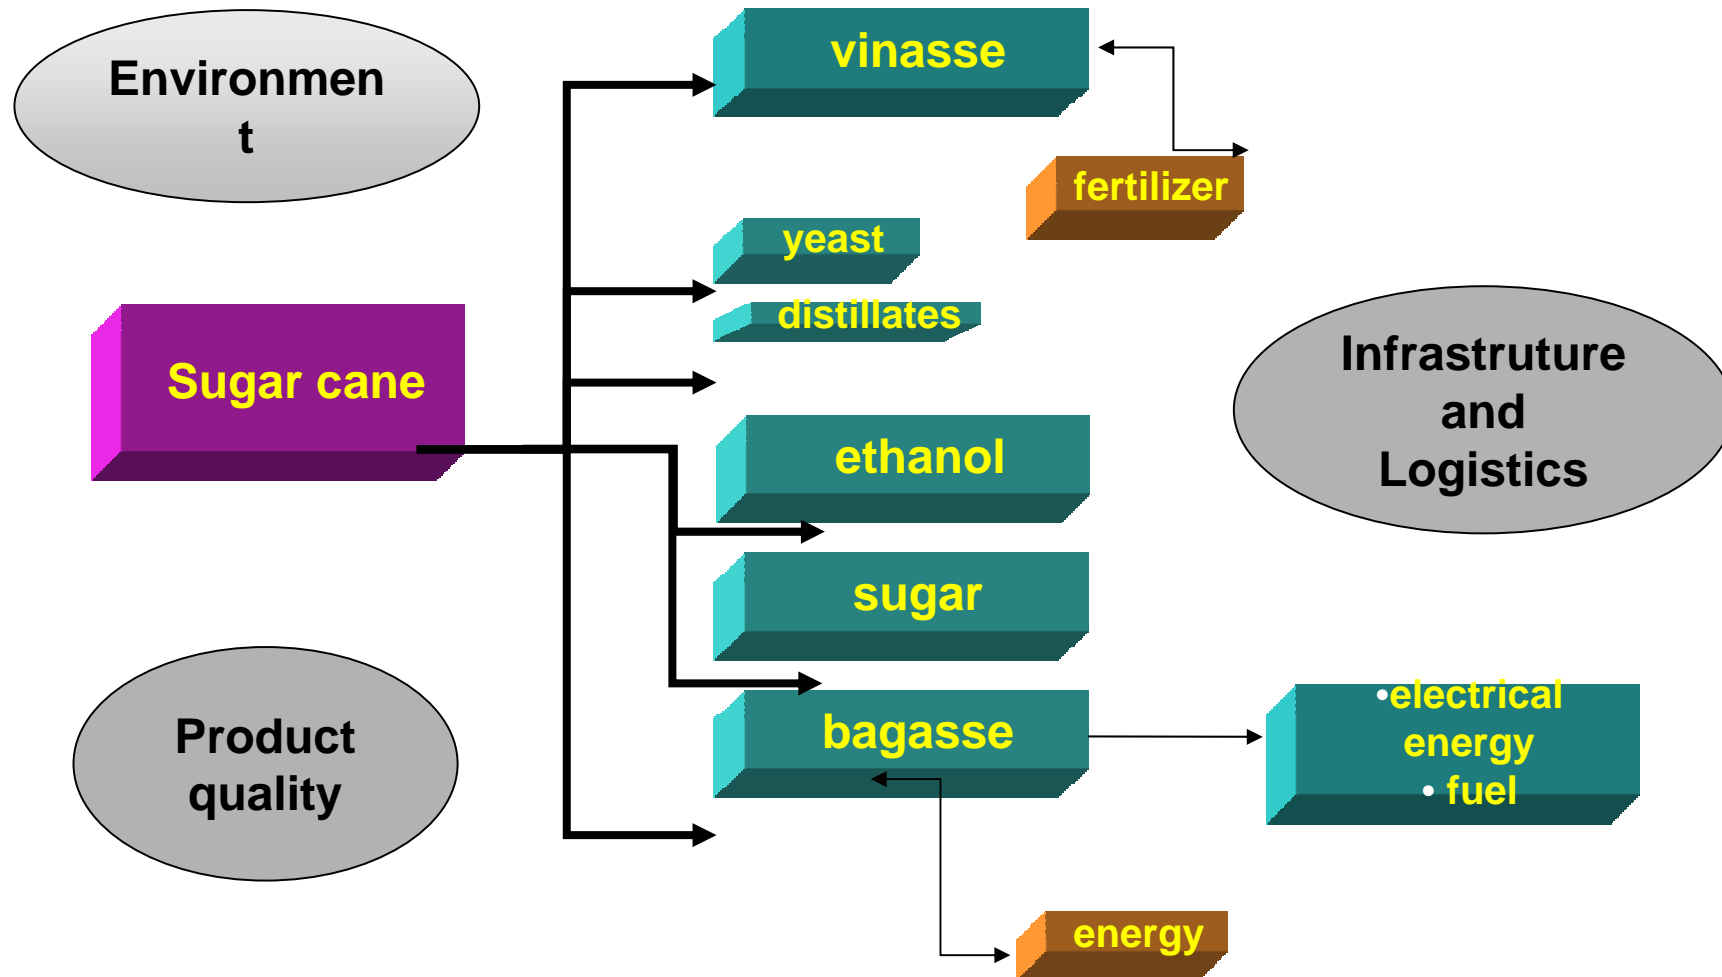 Environmen
t
vinasse
fertilizer
yeast
distillates
Sugar cane
Infrastruture
and
Logistics
ethanol
sugar
Product
quality
bagasse
•electrical
energy
• fuel
energy